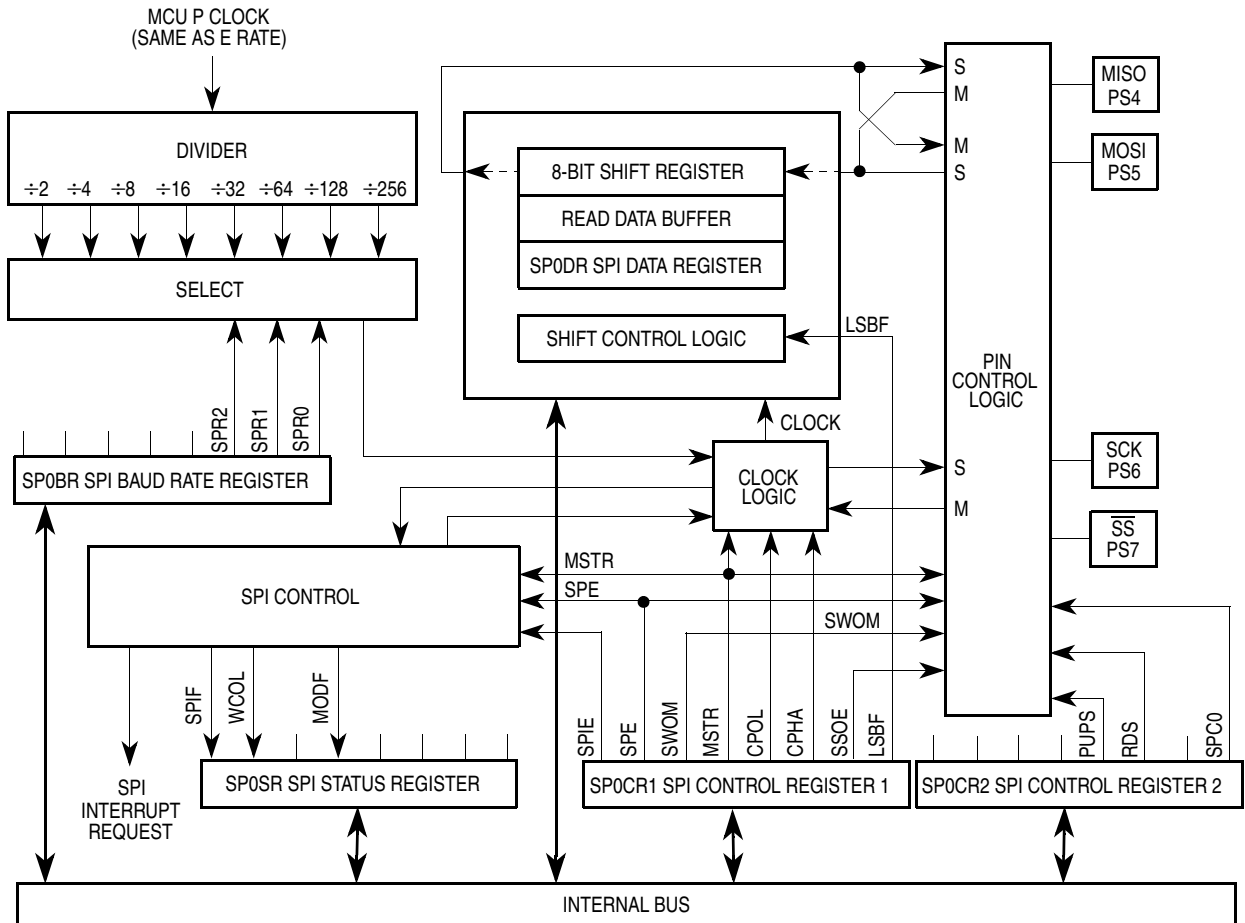 MCU P CLOCK
(SAME AS E RATE)
DIVIDER
÷2 ÷4 ÷8 ÷16 ÷32 ÷64 ÷128 ÷256
SELECT
SPR2
SPR1
SPR0
SP0BR SPI BAUD RATE REGISTER
8-BIT SHIFT REGISTER
READ DATA BUFFER
SP0DR SPI DATA REGISTER
SHIFT CONTROL LOGIC
LSBF
CLOCK
CLOCK
LOGIC
S
M
M
S
S
M
PIN
CONTROL
LOGIC
MISO
PS4
MOSI
PS5
SCK
PS6
SS
PS7
SPI CONTROL
MSTR
SPE
SWOM
SPIF
WCOL
MODF
SPI
INTERRUPT
REQUEST
SP0SR SPI STATUS REGISTER
SPIE
SPE
SWOM
MSTR
CPOL
CPHA
SSOE
LSBF
SP0CR1 SPI CONTROL REGISTER 1
PUPS
RDS
SPC0
SP0CR2 SPI CONTROL REGISTER 2
INTERNAL BUS